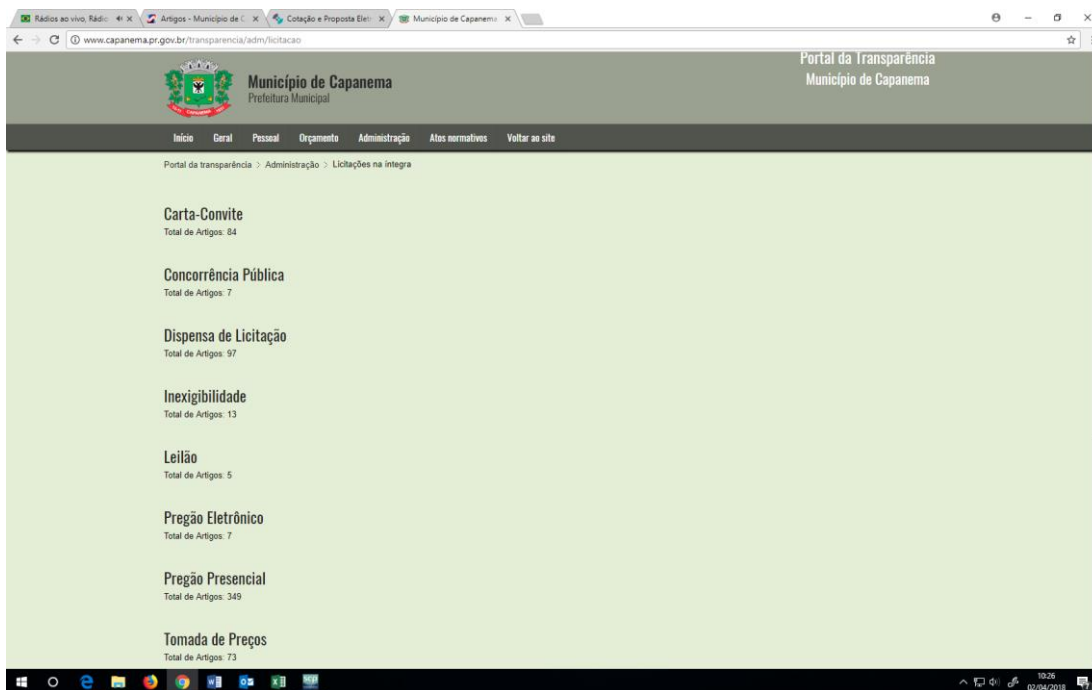 Rádios ao vivo, Rádio
Artigos - Município de C
Cotação e Proposta Eletr
Município de Capanema
www.capanema.pr.gov.br/transparencia/adm/licitacao
Município de Capanema
Prefeitura Municipal
Portal da Transparência
Município de Capanema
Início Geral Pessoal Orçamento Administração Atos normativos Voltar ao site
Portal da transparência > Administração > Licitações na íntegra
Carta-Convite
Total de Artigos: 84
Concorrência Pública
Total de Artigos: 7
Dispensa de Licitação
Total de Artigos: 97
Inexigibilidade
Total de Artigos: 13
Leilão
Total de Artigos: 5
Pregão Eletrônico
Total de Artigos: 7
Pregão Presencial
Total de Artigos: 349
Tomada de Preços
Total de Artigos: 73
10:26
02/04/2018